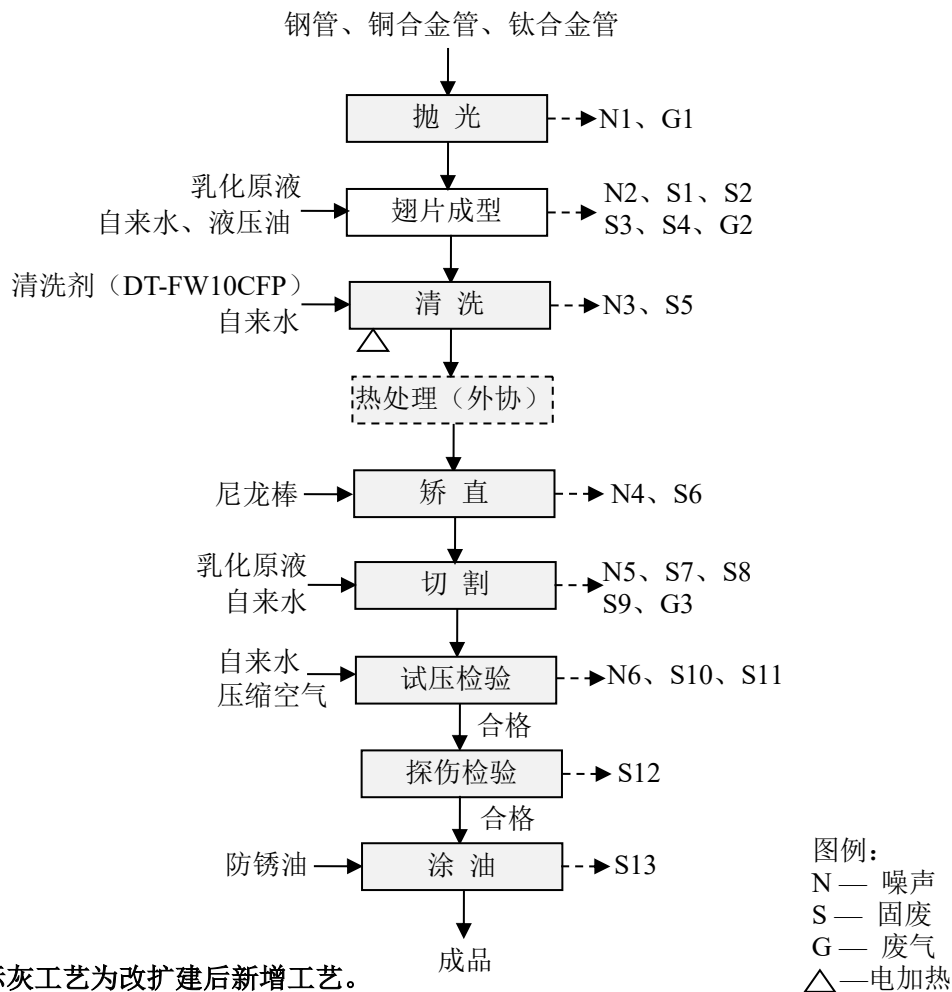 钢管、铜合金管、钛合金管
抛 光
N1、G1
乳化原液
自来水、液压油
翅片成型
N2、S1、S2
S3、S4、G2
清洗剂（DT-FW10CFP）
自来水
清 洗
N3、S5
热处理（外协）
尼龙棒
矫 直
N4、S6
乳化原液
自来水
切 割
N5、S7、S8
S9、G3
自来水
压缩空气
试压检验
N6、S10、S11
合格
探伤检验
S12
合格
防锈油
涂 油
S13
成品
图例：
N — 噪声
S — 固废
G — 废气
△—电加热
灰工艺为改扩建后新增工艺。